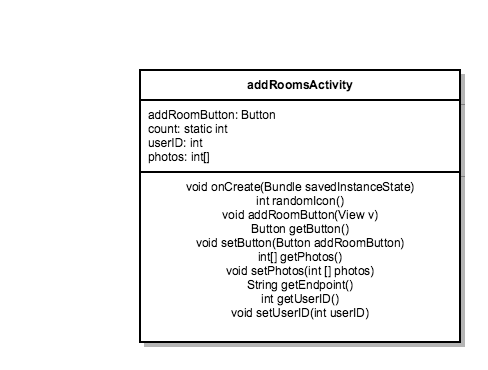 addRoomsActivity
addRoomButton: Button
count: static int
userID: int
photos: int[]
void onCreate(Bundle savedInstanceState)
int randomIcon()
void addRoomButton(View v)
Button getButton()
void setButton(Button addRoomButton)
int[] getPhotos()
void setPhotos(int [] photos)
String getEndpoint()
int getUserID()
void setUserID(int userID)